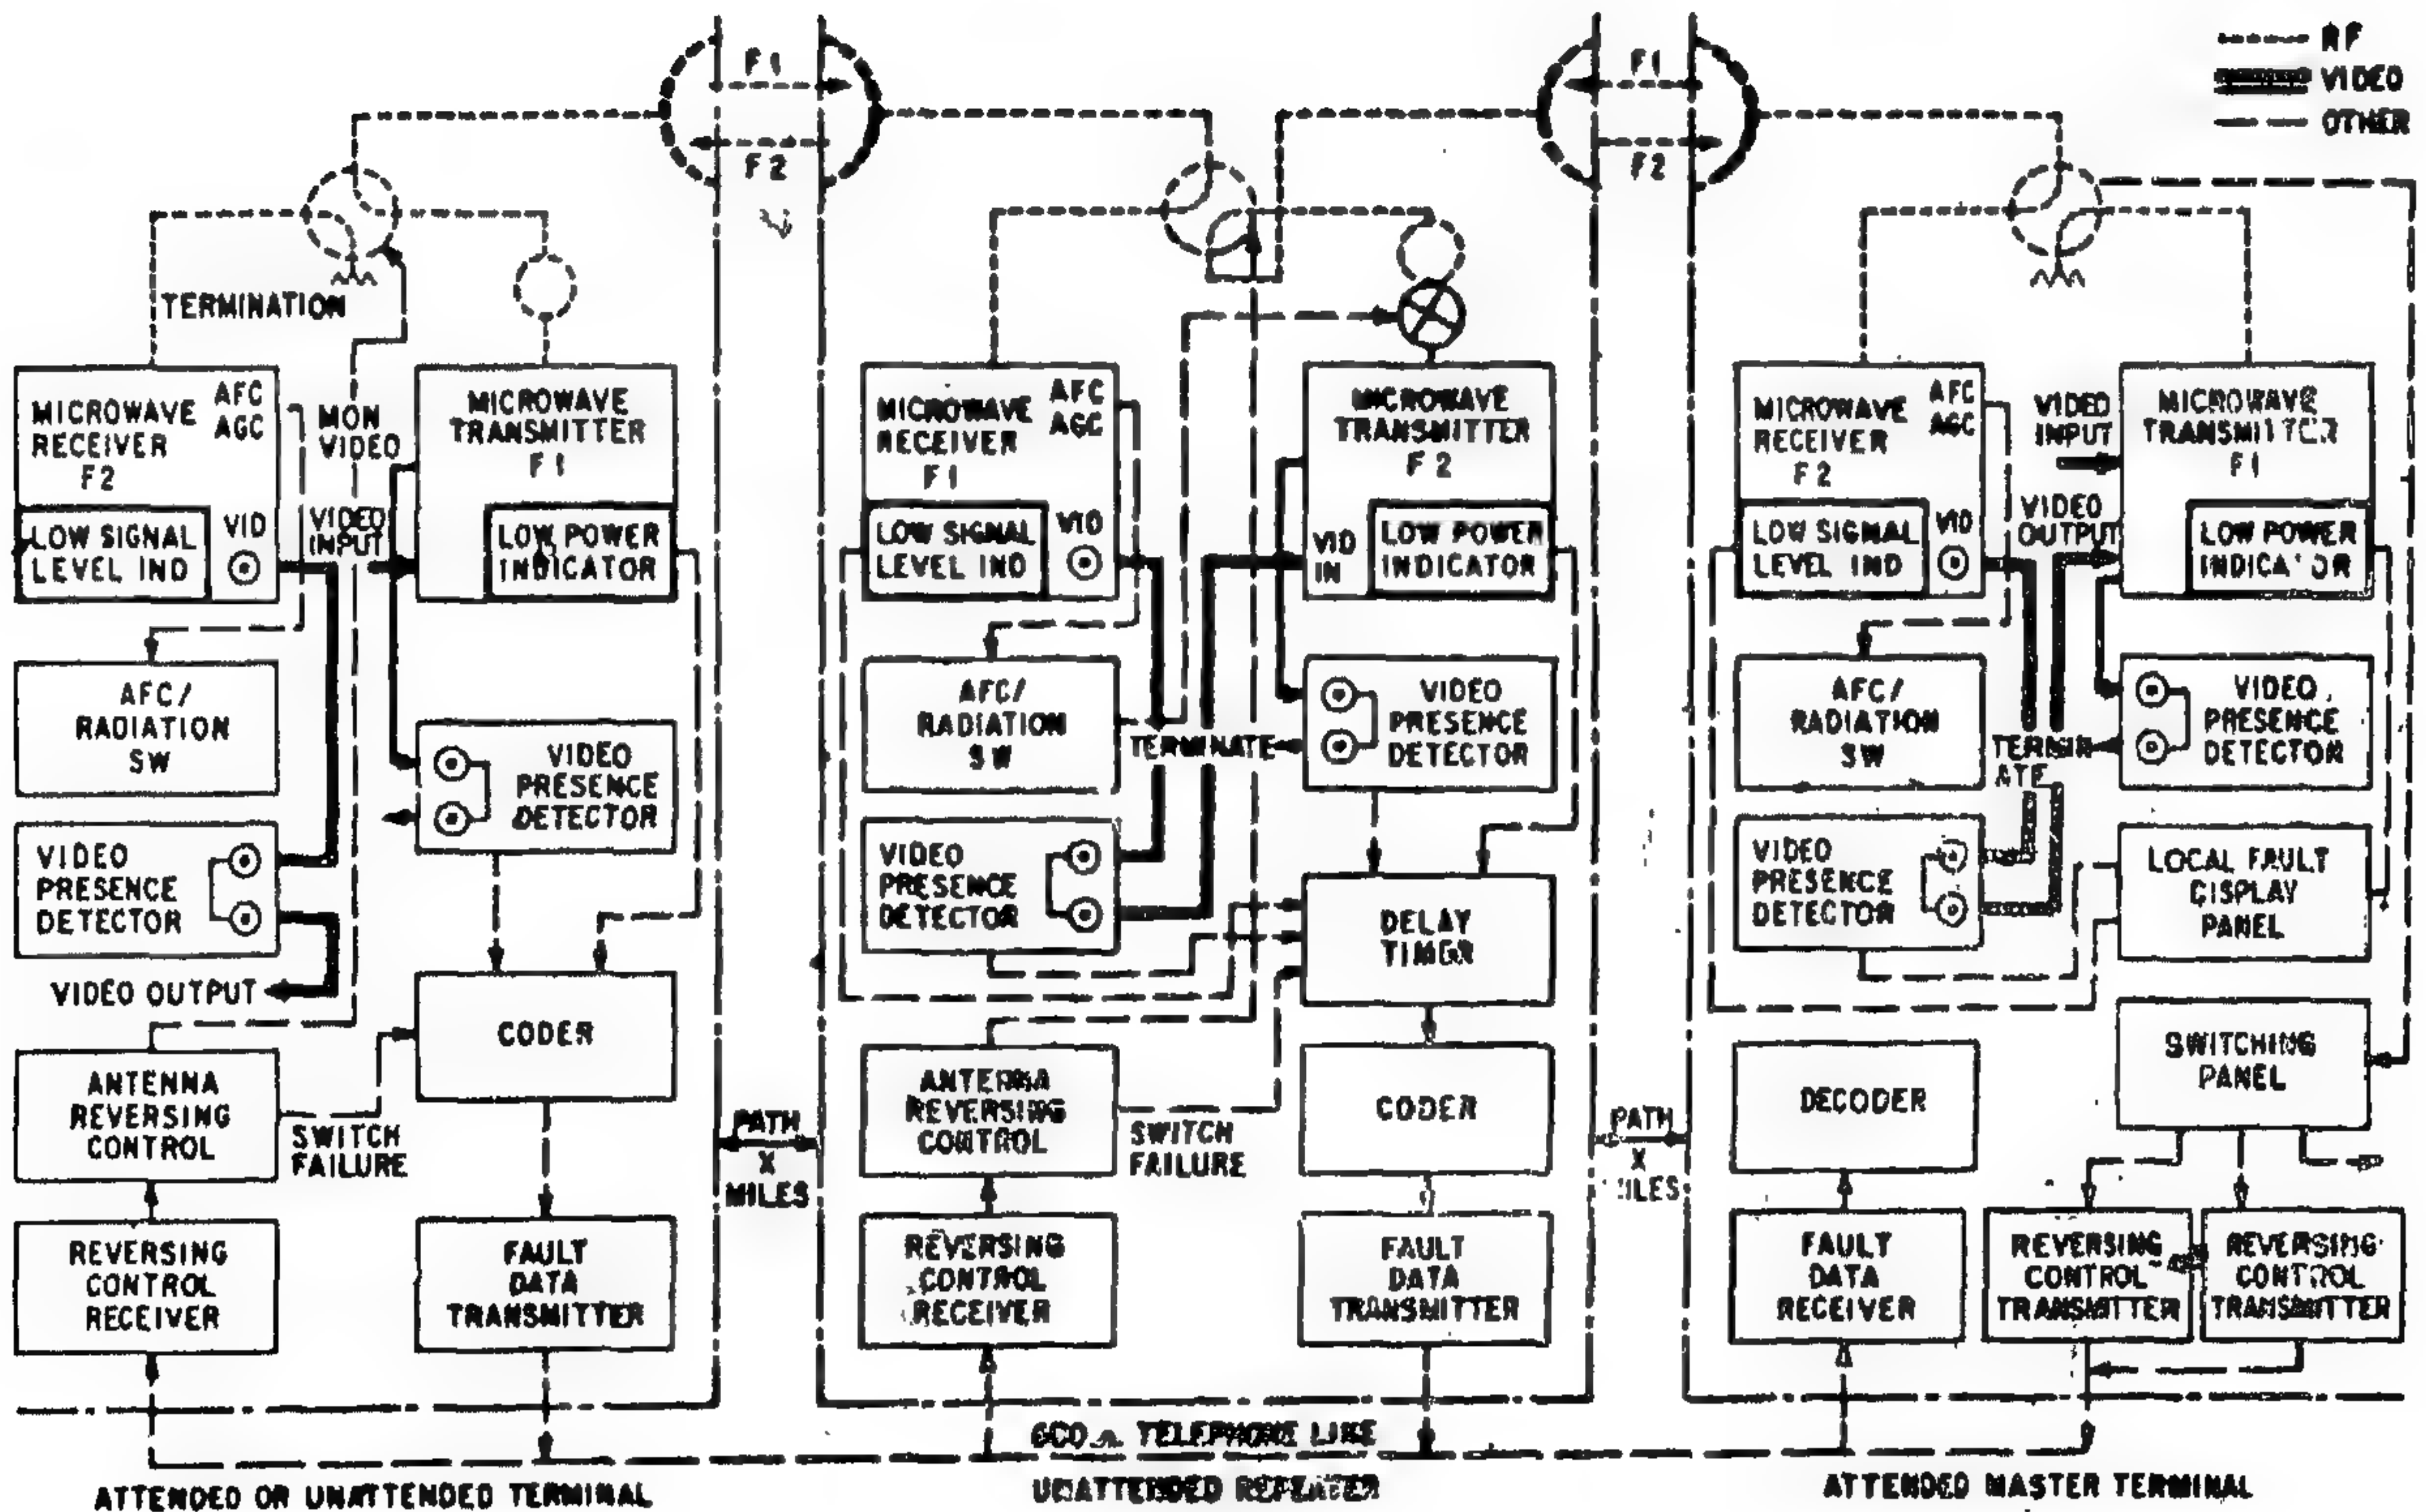 RF
VIDEO
OTHER
F1
F2
F1
F2
TERMINATION
MICROWAVE
RECEIVER
F2
AFC
AGC
LOW SIGNAL
LEVEL IND
VID
MON
VIDEO
VIDEO
INPUT
MICROWAVE
TRANSMITTER
F1
LOW POWER
INDICATOR
AFC/
RADIATION
SW
VIDEO
PRESENCE
DETECTOR
VIDEO
PRESENCE
DETECTOR
VIDEO OUTPUT
CODER
ANTENNA
REVERSING
CONTROL
SWITCH
FAILURE
REVERSING
CONTROL
RECEIVER
FAULT
DATA
TRANSMITTER
ATTENDED OR UNATTENDED TERMINAL
PATH
X
MILES
MICROWAVE
RECEIVER
F1
AFC
AGC
LOW SIGNAL
LEVEL IND
VID
MICROWAVE
TRANSMITTER
F2
VID
IN
LOW POWER
INDICATOR
AFC/
RADIATION
SW
TERMINATE
VIDEO
PRESENCE
DETECTOR
VIDEO
PRESENCE
DETECTOR
DELAY
TIMER
ANTENNA
REVERSING
CONTROL
SWITCH
FAILURE
CODER
REVERSING
CONTROL
RECEIVER
FAULT
DATA
TRANSMITTER
TELEPHONE LINE
UNATTENDED REPEATER
PATH
X
MICROWAVE
RECEIVER
F2
AFC
AGC
LOW SIGNAL
LEVEL IND
VID
VIDEO
INPUT
VIDEO
OUTPUT
MICROWAVE
TRANSMITTER
F1
LOW POWER
INDICATOR
AFC/
RADIATION
SW
VIDEO
PRESENCE
DETECTOR
VIDEO
PRESENCE
DETECTOR
LOCAL FAULT
DISPLAY
PANEL
DECODER
SWITCHING
PANEL
FAULT
DATA
RECEIVER
REVERSING
CONTROL
TRANSMITTER
REVERSING
CONTROL
TRANSMITTER
ATTENDED MASTER TERMINAL